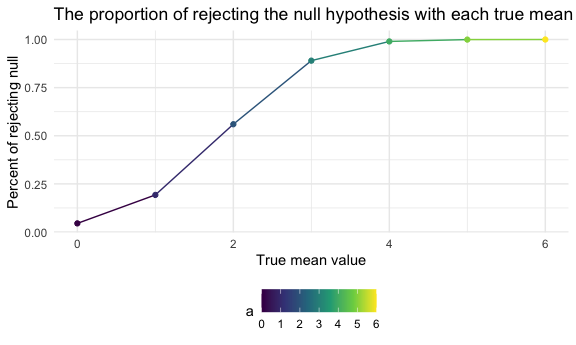 The proportion of rejecting the null hypothesis with each true mean
Percent of rejecting null
1.00
0.75
0.50
0.25
0.00
0 2 4 6
True mean value
a
0 1 2 3 4 5 6